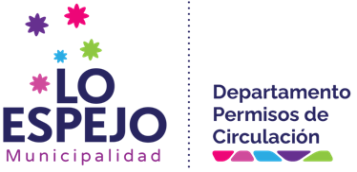 LO
ESPEJO
Municipalidad
Departamento
Permisos de
Circulación